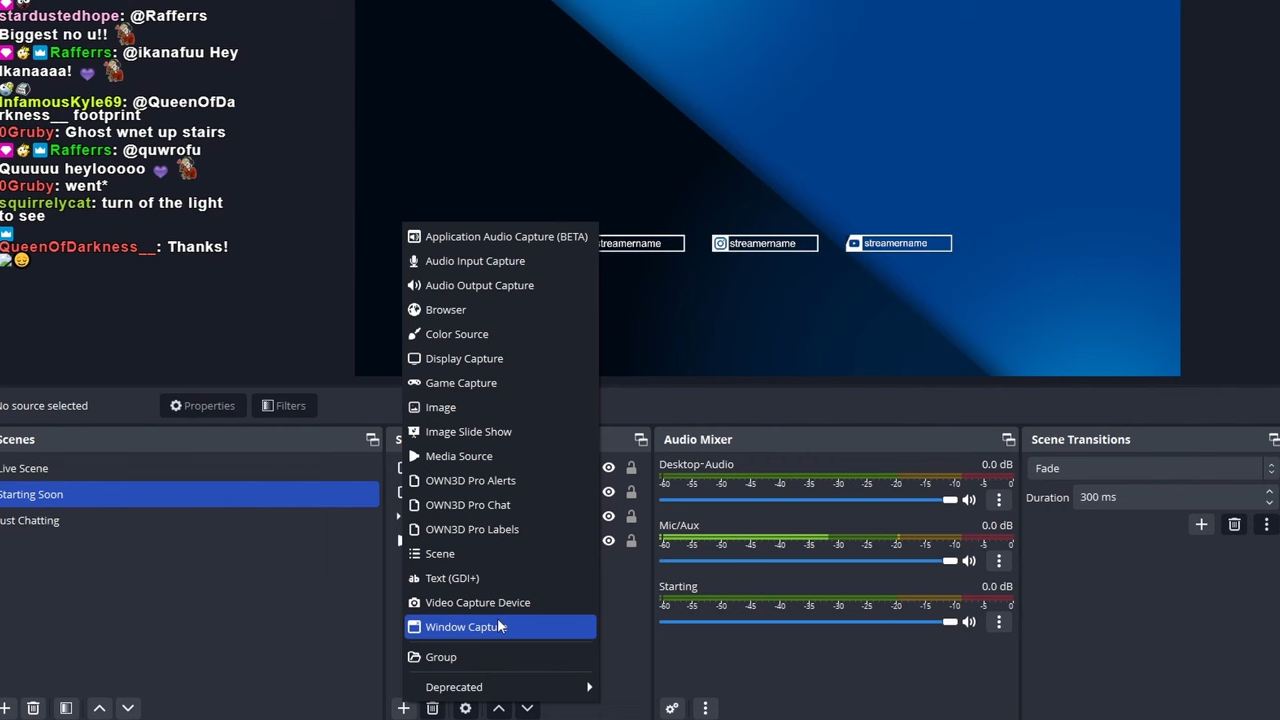 stardustedhope: @Rafferrs
Biggest no u!!
Rafferrs: @ikanafuu Hey
Ikanaaa!
InfamousKyle69: @QueenOfDa
rkness__ footprint
0Gruby: Ghost wnet up stairs
Rafferrs: @quwrofu
Quuuuu heylooooo
0Gruby: went*
squirrelycat: turn of the light
to see
QueenOfDarkness__: Thanks!
streamername
streamername
streamername
Application Audio Capture (BETA)
Audio Input Capture
Audio Output Capture
Browser
Color Source
Display Capture
Game Capture
Image
Image Slide Show
Media Source
OWN3D Pro Alerts
OWN3D Pro Chat
OWN3D Pro Labels
Scene
Text (GDI+)
Video Capture Device
Window Capture
Group
Deprecated
No source selected
Properties
Filters
Scenes
Live Scene
Starting Soon
Just Chatting
S
Audio Mixer
Desktop-Audio 0.0 dB
-60 -55 -50 -45 -40 -35 -30 -25 -20 -15 -10 -5 0
Mic/Aux 0.0 dB
-60 -55 -50 -45 -40 -35 -30 -25 -20 -15 -10 -5 0
Starting 0.0 dB
-60 -55 -50 -45 -40 -35 -30 -25 -20 -15 -10 -5 0
Scene Transitions
Fade
Duration 300 ms